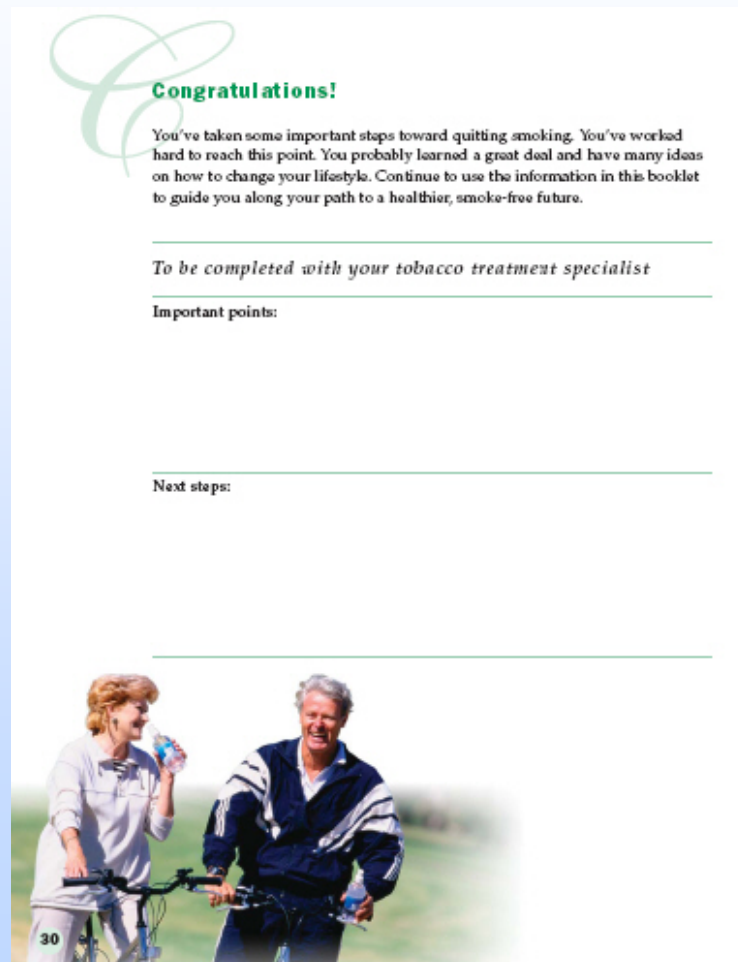 Congratulations!
You've taken some important steps toward quitting smoking. You've worked
hard to reach this point. You probably learned a great deal and have many ideas
on how to change your lifestyle. Continue to use the information in this booklet
to guide you along your path to a healthier, smoke-free future.
To be completed with your tobacco treatment specialist
Important points:
Next steps:
30